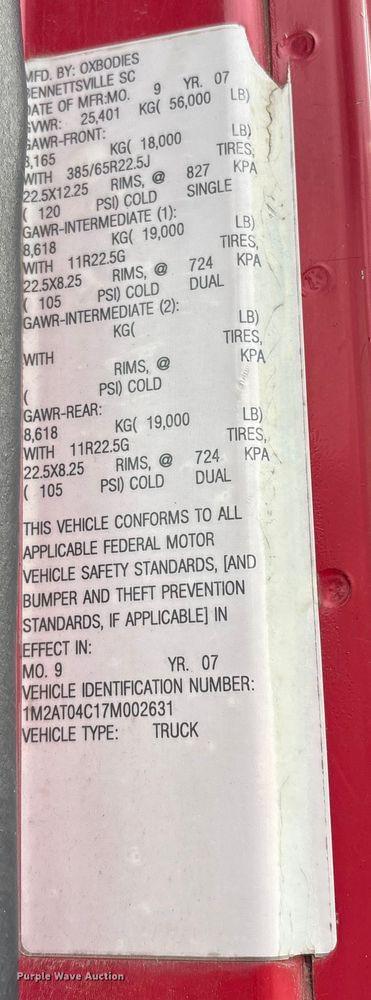 MFD. BY: OXBODIES
BENNETTSVILLE SC
DATE OF MFR:MO. 9 YR. 07
GVWR: 25,401 KG( 56,000 LB)
GAWR-FRONT:
8,165 KG( 18,000 LB)
WITH 385/65R22.5J TIRES,
22.5X12.25 RIMS, @ 827 KPA
( 120 PSI) COLD SINGLE
GAWR-INTERMEDIATE (1):
8,618 KG( 19,000 LB)
WITH 11R22.5G TIRES,
22.5X8.25 RIMS, @ 724 KPA
( 105 PSI) COLD DUAL
GAWR-INTERMEDIATE (2):
KG( LB)
WITH TIRES,
RIMS, @ KPA
( PSI) COLD
GAWR-REAR:
8,618 KG( 19,000 LB)
WITH 11R22.5G TIRES,
22.5X8.25 RIMS, @ 724 KPA
( 105 PSI) COLD DUAL
THIS VEHICLE CONFORMS TO ALL
APPLICABLE FEDERAL MOTOR
VEHICLE SAFETY STANDARDS, [AND
BUMPER AND THEFT PREVENTION
STANDARDS, IF APPLICABLE] IN
EFFECT IN:
MO. 9 YR. 07
VEHICLE IDENTIFICATION NUMBER:
1M2AT04C17M002631
VEHICLE TYPE: TRUCK
Purple Wave Auction